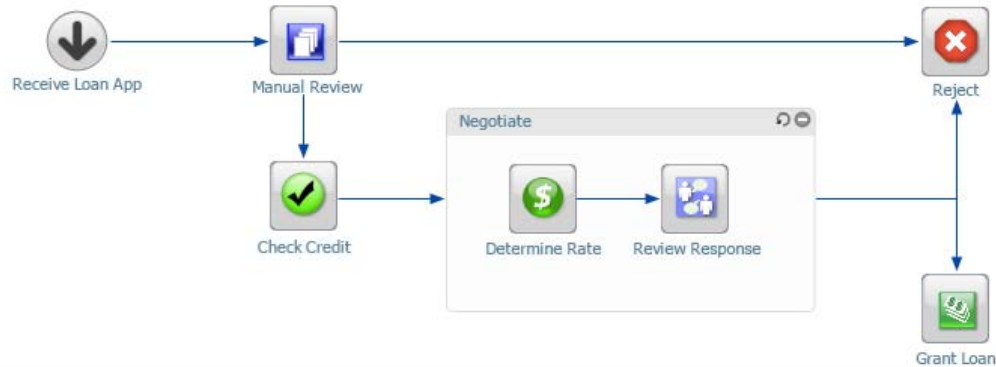 Receive Loan App
Manual Review
Reject
Negotiate
Check Credit
Determine Rate
Review Response
Grant Loan